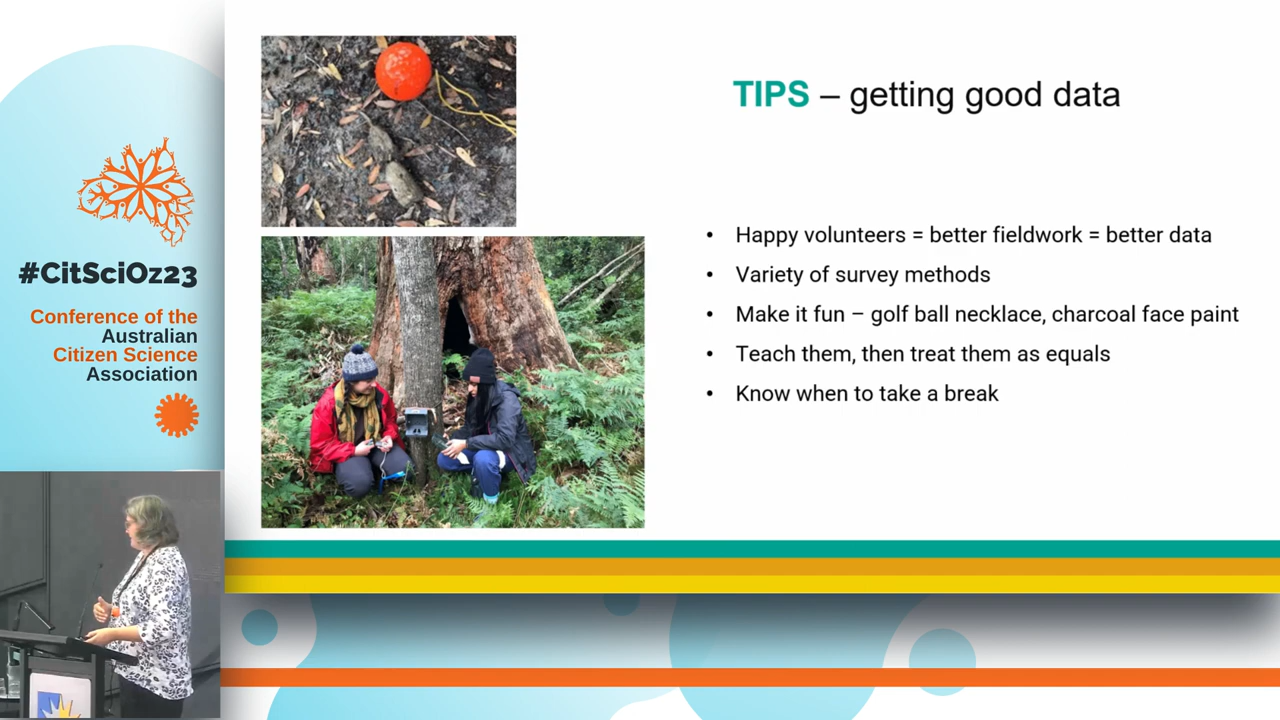 #CitSciOz23
Conference of the
Australian
Citizen Science
Association
TIPS – getting good data
• Happy volunteers = better fieldwork = better data
• Variety of survey methods
• Make it fun – golf ball necklace, charcoal face paint
• Teach them, then treat them as equals
• Know when to take a break